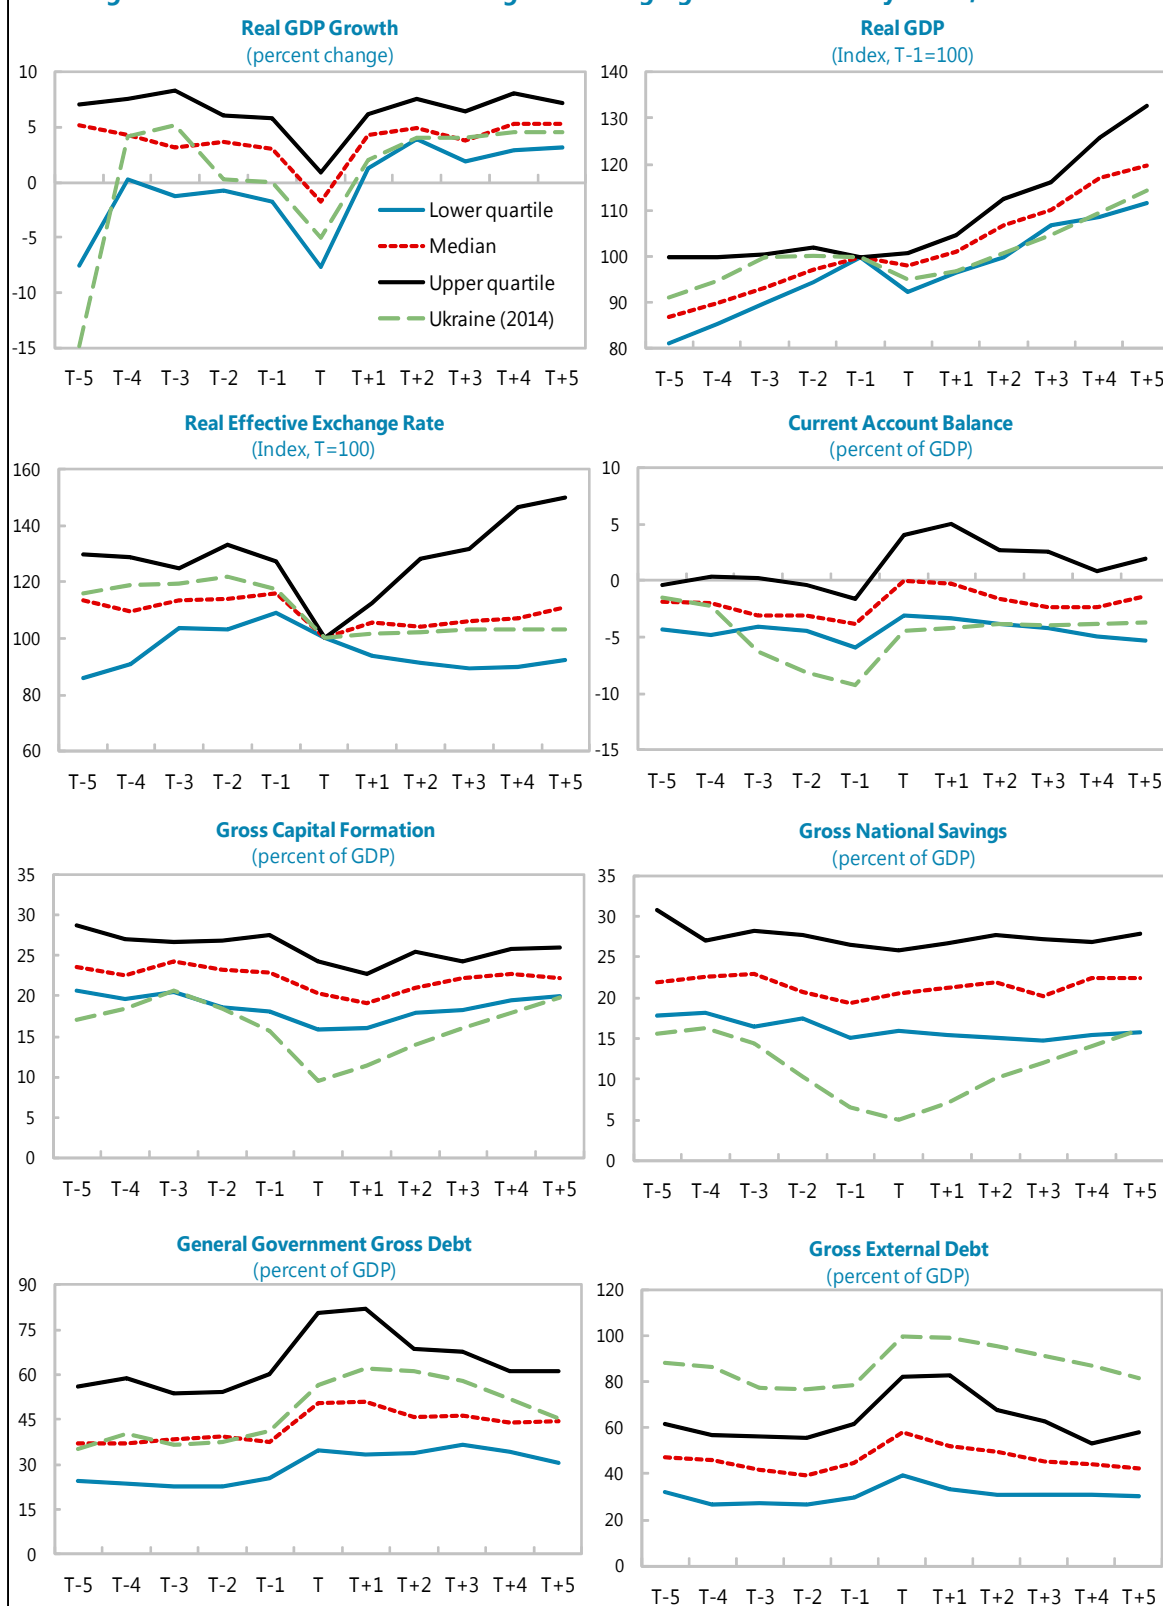 Real GDP Growth
(percent change)
10
5
0
-5
-10
-15
Lower quartile
Median
Upper quartile
Ukraine (2014)
T-5 T-4 T-3 T-2 T-1 T T+1 T+2 T+3 T+4 T+5
Real GDP
(Index, T-1=100)
140
130
120
110
100
90
80
T-5 T-4 T-3 T-2 T-1 T T+1 T+2 T+3 T+4 T+5
Real Effective Exchange Rate
(Index, T=100)
160
140
120
100
80
60
T-5 T-4 T-3 T-2 T-1 T T+1 T+2 T+3 T+4 T+5
Current Account Balance
(percent of GDP)
10
5
0
-5
-10
-15
T-5 T-4 T-3 T-2 T-1 T T+1 T+2 T+3 T+4 T+5
Gross Capital Formation
(percent of GDP)
35
30
25
20
15
10
5
0
T-5 T-4 T-3 T-2 T-1 T T+1 T+2 T+3 T+4 T+5
Gross National Savings
(percent of GDP)
35
30
25
20
15
10
5
0
T-5 T-4 T-3 T-2 T-1 T T+1 T+2 T+3 T+4 T+5
General Government Gross Debt
(percent of GDP)
90
75
60
45
30
15
0
T-5 T-4 T-3 T-2 T-1 T T+1 T+2 T+3 T+4 T+5
Gross External Debt
(percent of GDP)
120
100
80
60
40
20
0
T-5 T-4 T-3 T-2 T-1 T T+1 T+2 T+3 T+4 T+5